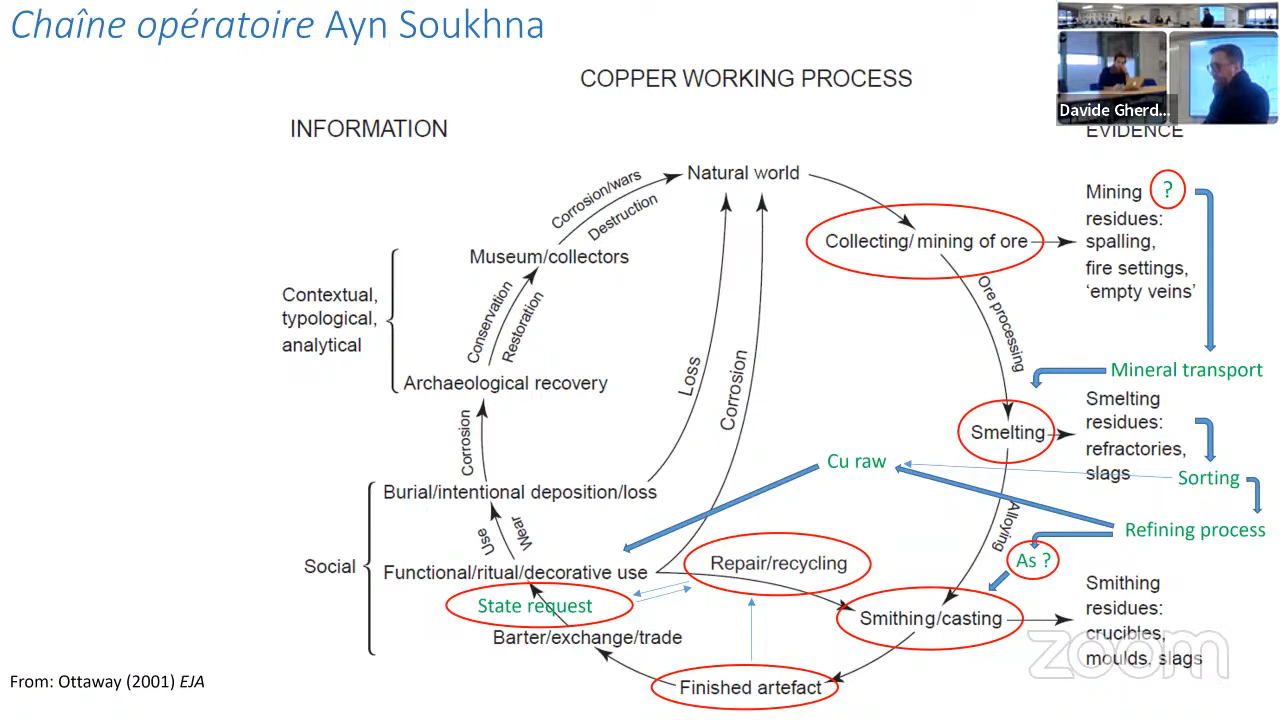 Chaîne opératoire Ayn Soukhna
COPPER WORKING PROCESS
Davide Gherd...
INFORMATION
EVIDENCE
Natural world
Corrosion/wars
Destruction
Mining ?
residues:
spalling,
fire settings,
‘empty veins’
Collecting/ mining of ore
Museum/collectors
Contextual,
typological,
analytical
Conservation
Restoration
Ore processing
Loss
Corrosion
Mineral transport
Archaeological recovery
Smelting
residues:
refractories,
slags
Smelting
Corrosion
Cu raw
Sorting
Burial/intentional deposition/loss
Use
Wear
Alloying
Refining process
As ?
Social
Functional/ritual/decorative use
Repair/recycling
Smithing
residues:
crucibles,
moulds, slags
State request
Smithing/casting
Barter/exchange/trade
zoom
From: Ottaway (2001) EJA
Finished artefact